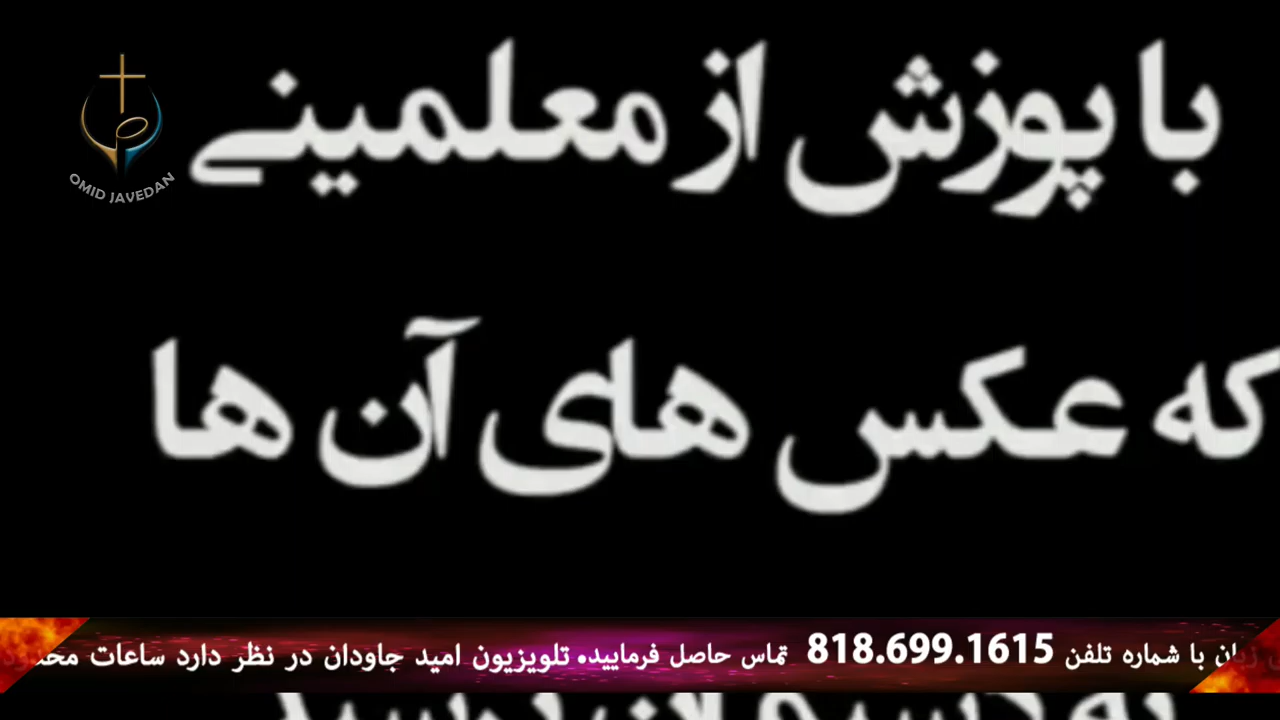 OMID JAVEDAN
با پوزش از معلمینی
که عکس های آن ها
زبان با شماره تلفن 818.699.1615 تماس حاصل فرمایید. تلویزیون امید جاودان در نظر دارد ساعات